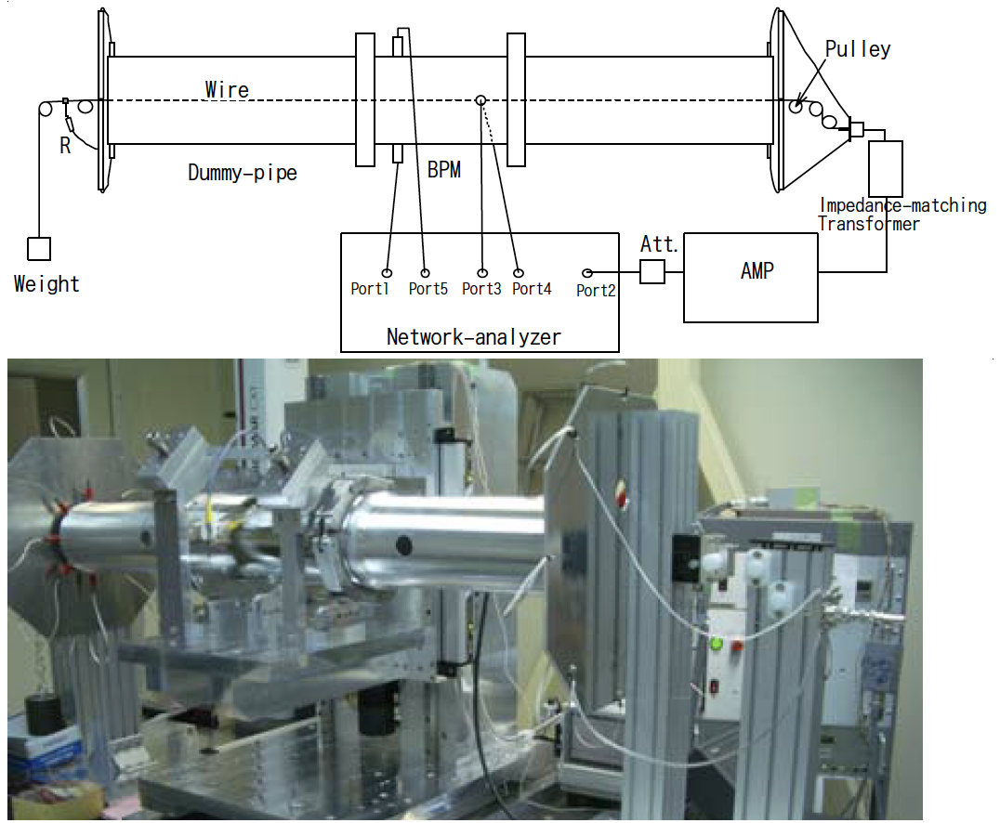 Pulley
Wire
R
Dummy-pipe
BPM
Impedance-matching
Transformer
Att.
AMP
Weight
Port1
Port5
Port3
Port4
Port2
Network-analyzer